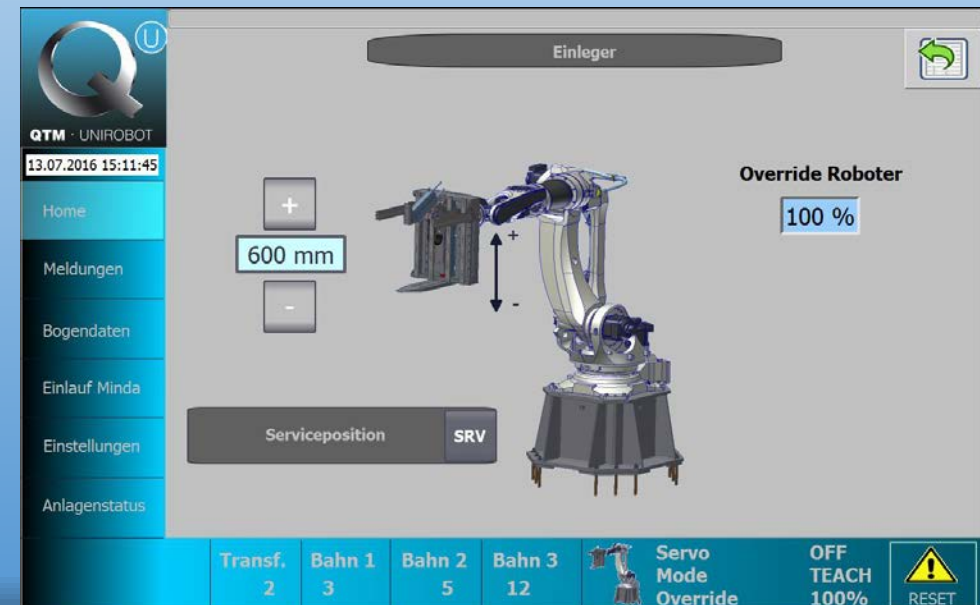 Einleger
U
QTM · UNIROBOT
13.07.2016 15:11:45
Home
Meldungen
Bogendaten
Einlauf Minda
Einstellungen
Anlagenstatus
+
600 mm
-
+
-
Override Roboter
100 %
Serviceposition SRV
Transf. Bahn 1 Bahn 2 Bahn 3
2 3 5 12
Servo OFF
Mode TEACH
Override 100%
RESET